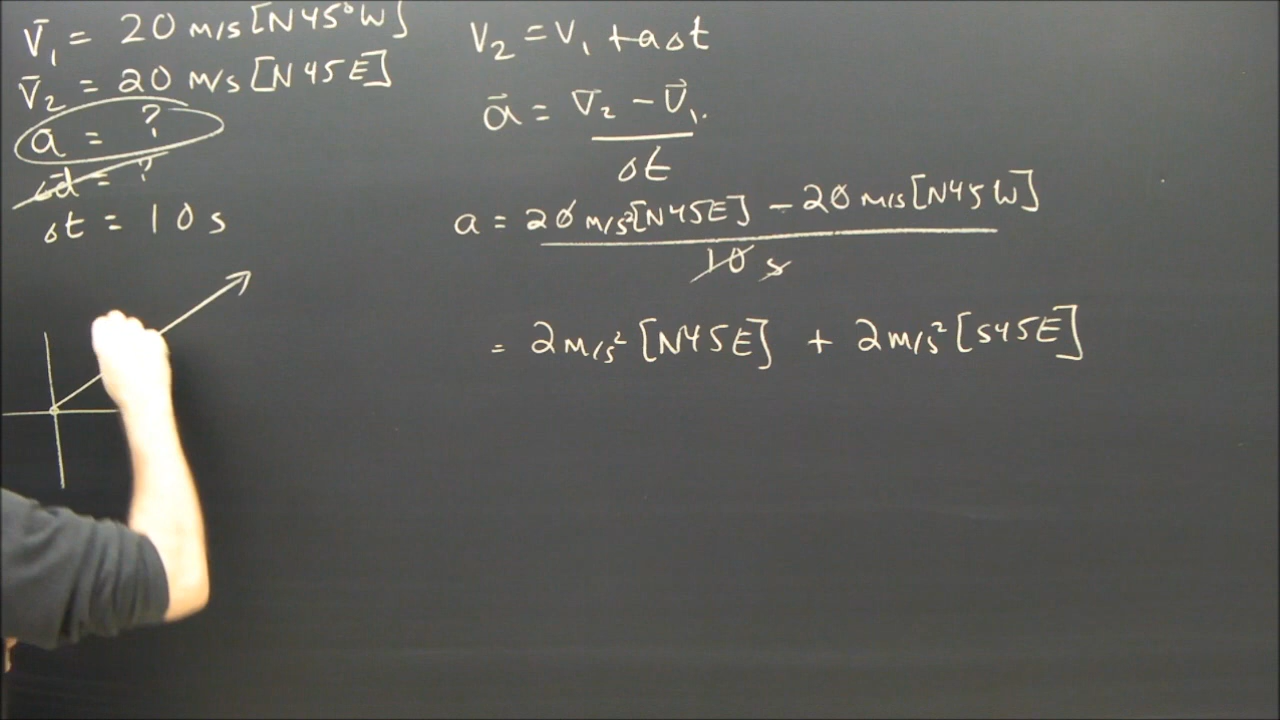 V̄₁ = 20 m/s [N45°W]
V̄₂ = 20 m/s [N45E]
a = ?
Δd = ?
Δt = 10 s
V₂ = V₁ + aΔt
ā = V̄₂ - V⃗₁.
Δt
a = 20 m/s² [N45E] - 20 m/s [N45W]
10 s
= 2 m/s² [N45E] + 2 m/s² [S45E]